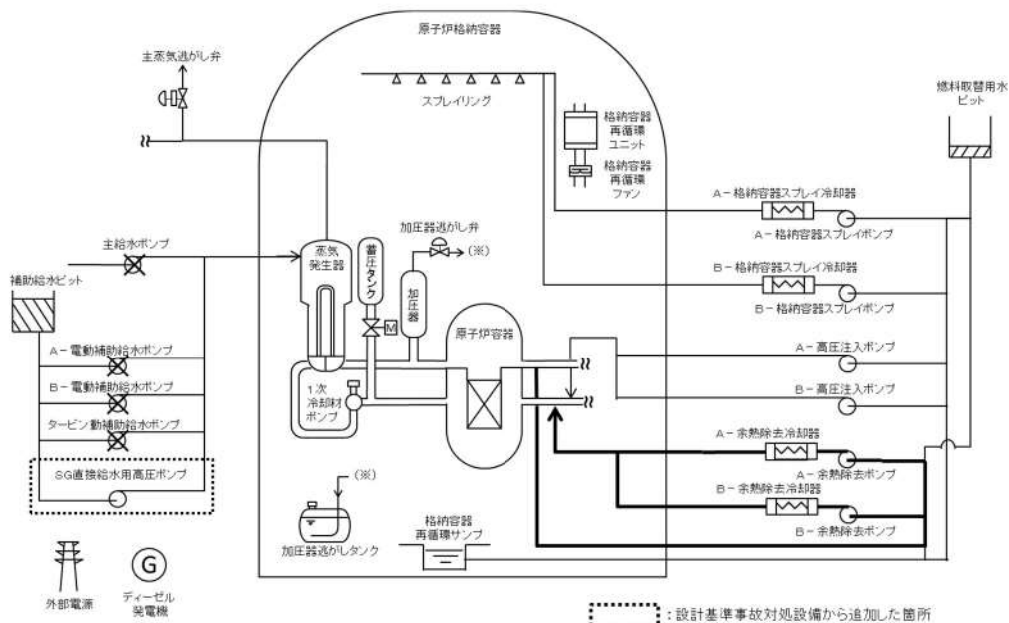 原子炉格納容器
主蒸気逃がし弁
スプレイリング
格納容器
再循環
ユニット
格納容器
再循環
ファン
燃料取替用水
ピット
A-格納容器スプレイ冷却器
A-格納容器スプレイポンプ
B-格納容器スプレイ冷却器
B-格納容器スプレイポンプ
主給水ポンプ
補助給水ピット
A-電動補助給水ポンプ
B-電動補助給水ポンプ
タービン動補助給水ポンプ
SG直接給水用高圧ポンプ
蒸気
発生器
蓄圧タンク
加圧器逃がし弁
(※)
加圧器
M
原子炉容器
1次
冷却材
ポンプ
A-高圧注入ポンプ
B-高圧注入ポンプ
A-余熱除去冷却器
A-余熱除去ポンプ
B-余熱除去冷却器
B-余熱除去ポンプ
(※)
加圧器逃がしタンク
格納容器
再循環サンプ
外部電源
G
ディーゼル
発電機
:設計基準事故対処設備から追加した箇所